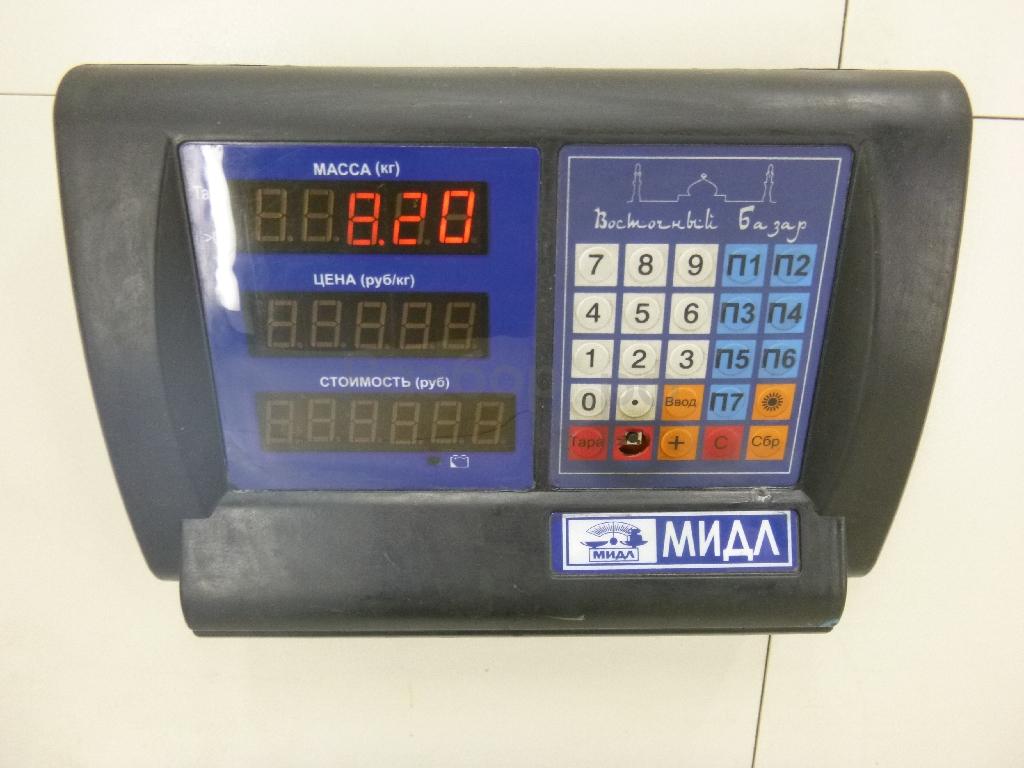 МАССА (кг)
8.20
ЦЕНА (руб/кг)
СТОИМОСТЬ (руб)
Восточный Базар
7 8 9 П1 П2
4 5 6 П3 П4
1 2 3 П5 П6
0 . Ввод П7
Тара + С Сбр
МИДЛ
МИДЛ